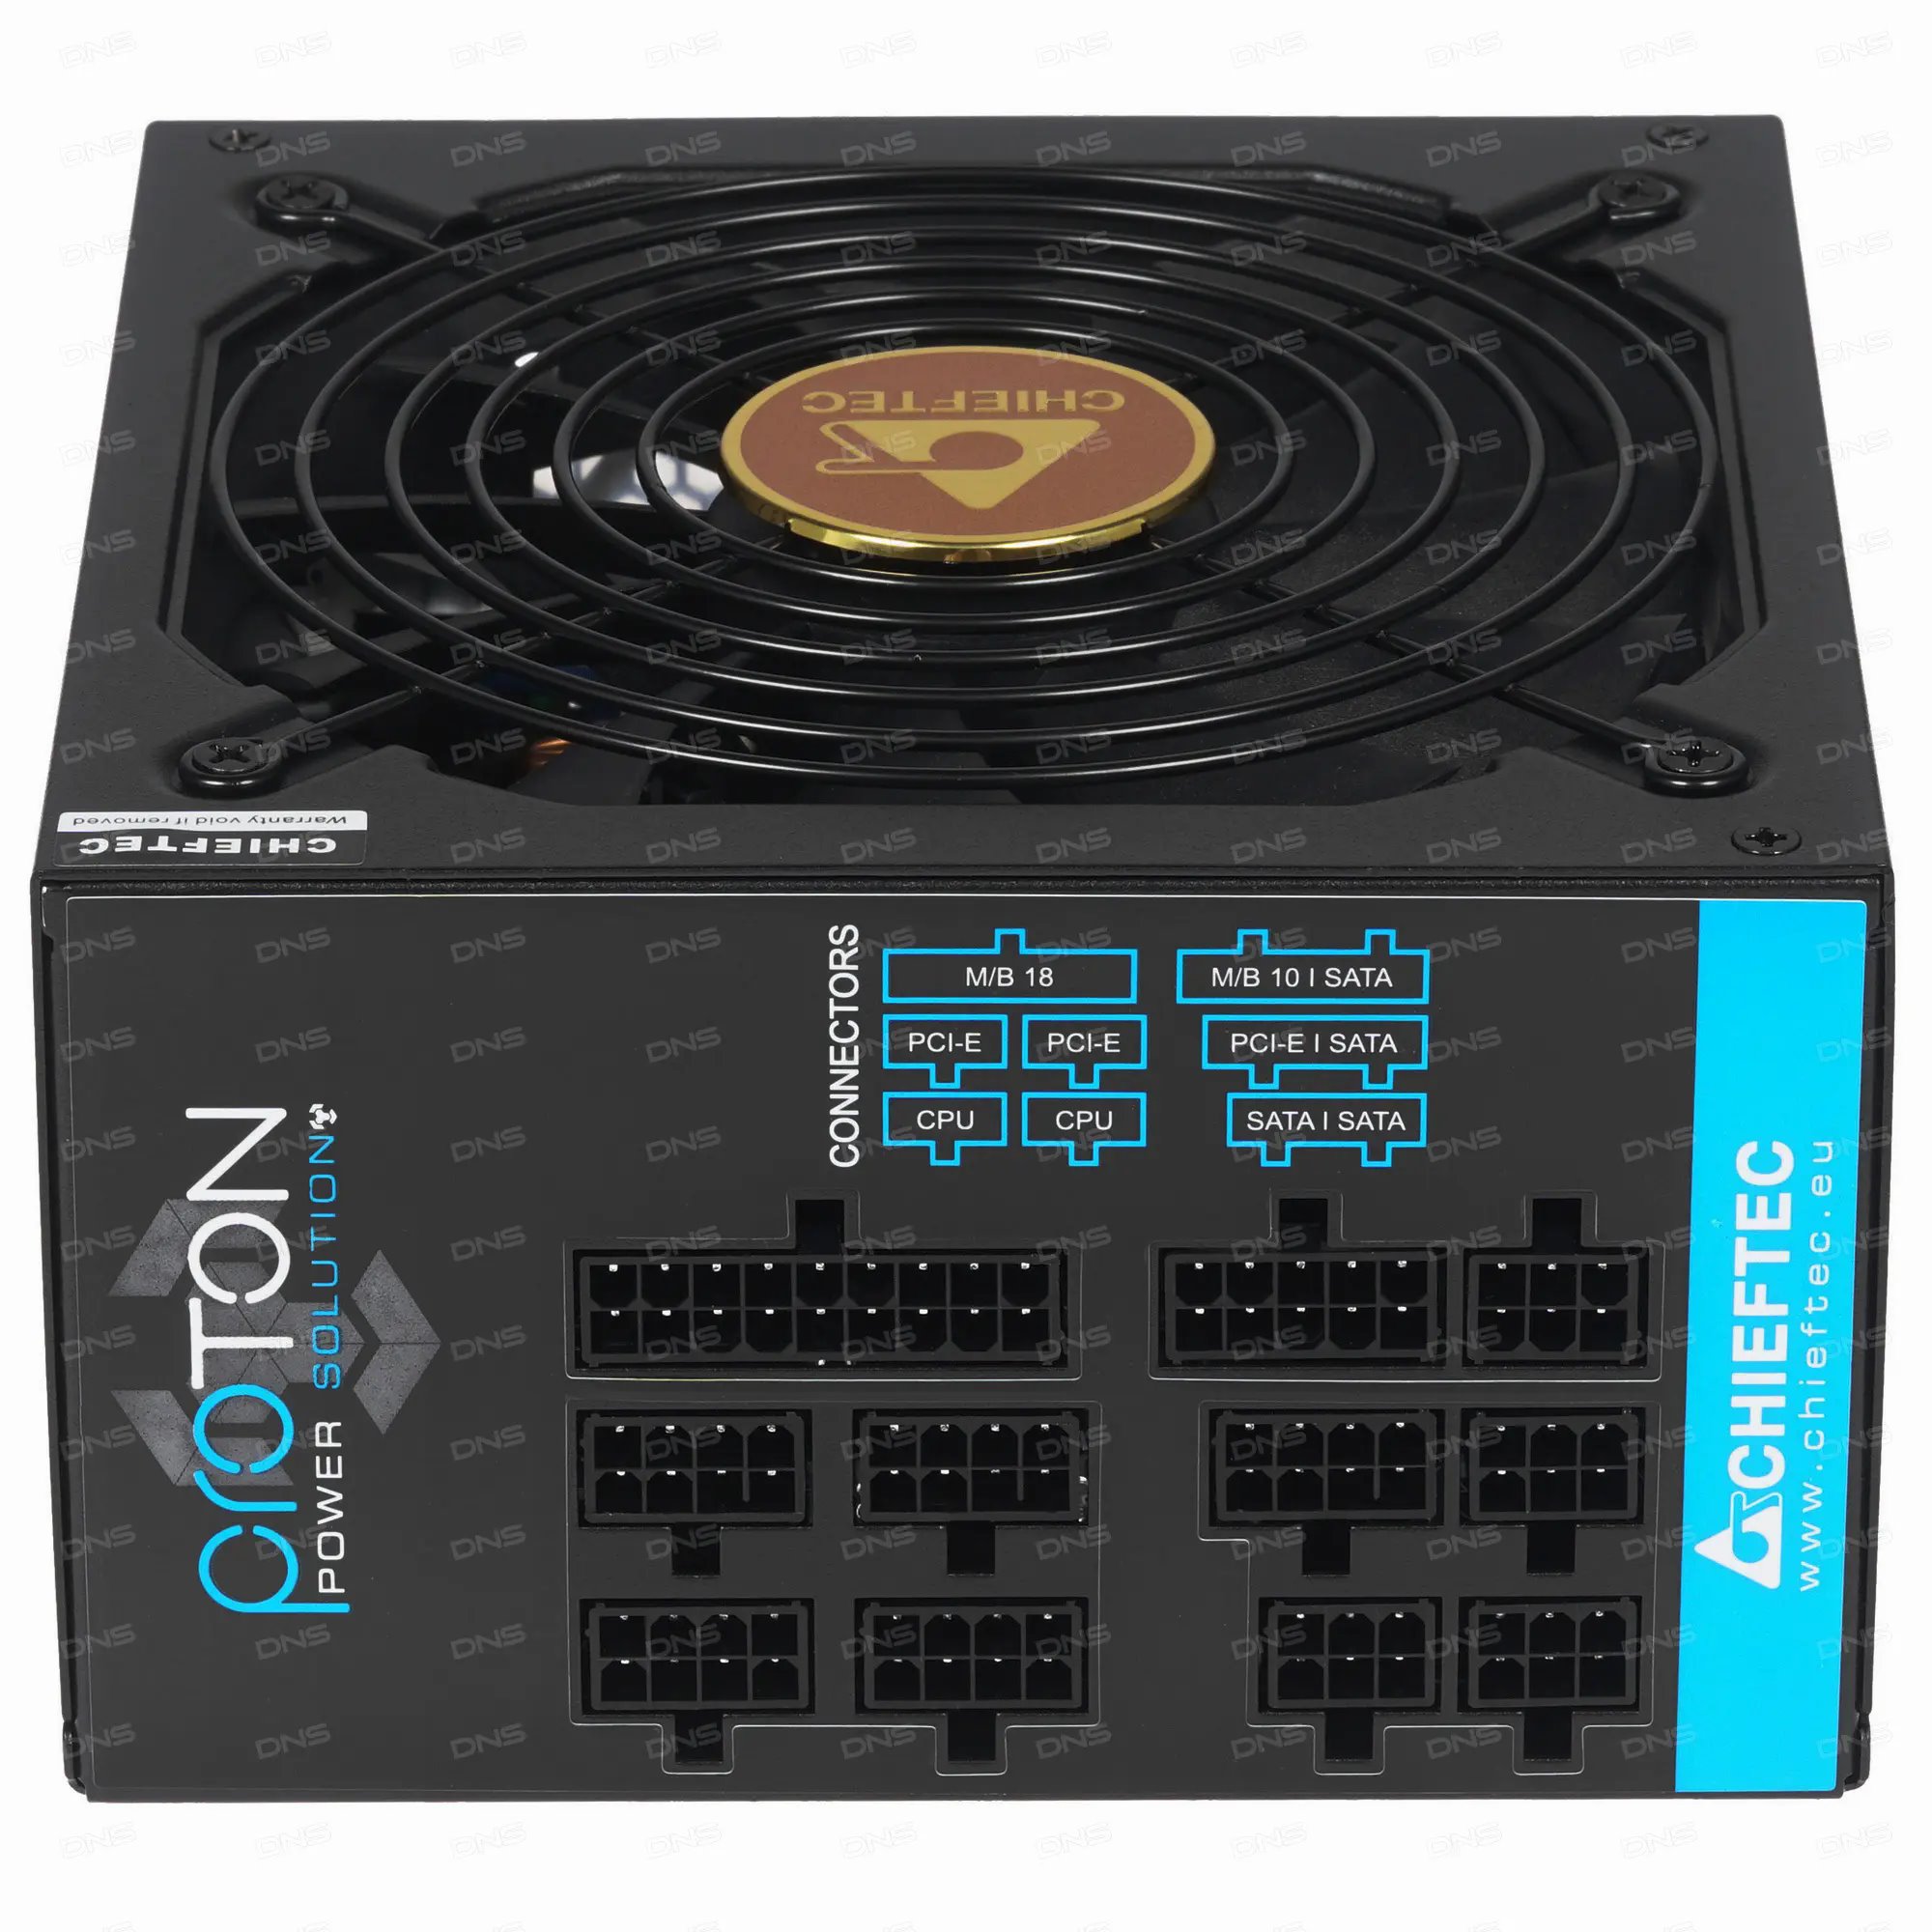 CHIEFTEC
Warranty void if removed
CHIEFTEC
CONNECTORS
M/B 18
M/B 10 | SATA
PCI-E
PCI-E
PCI-E | SATA
CPU
CPU
SATA | SATA
PROTON
POWER SOLUTION
CHIEFTEC
www.chieftec.eu
DNS